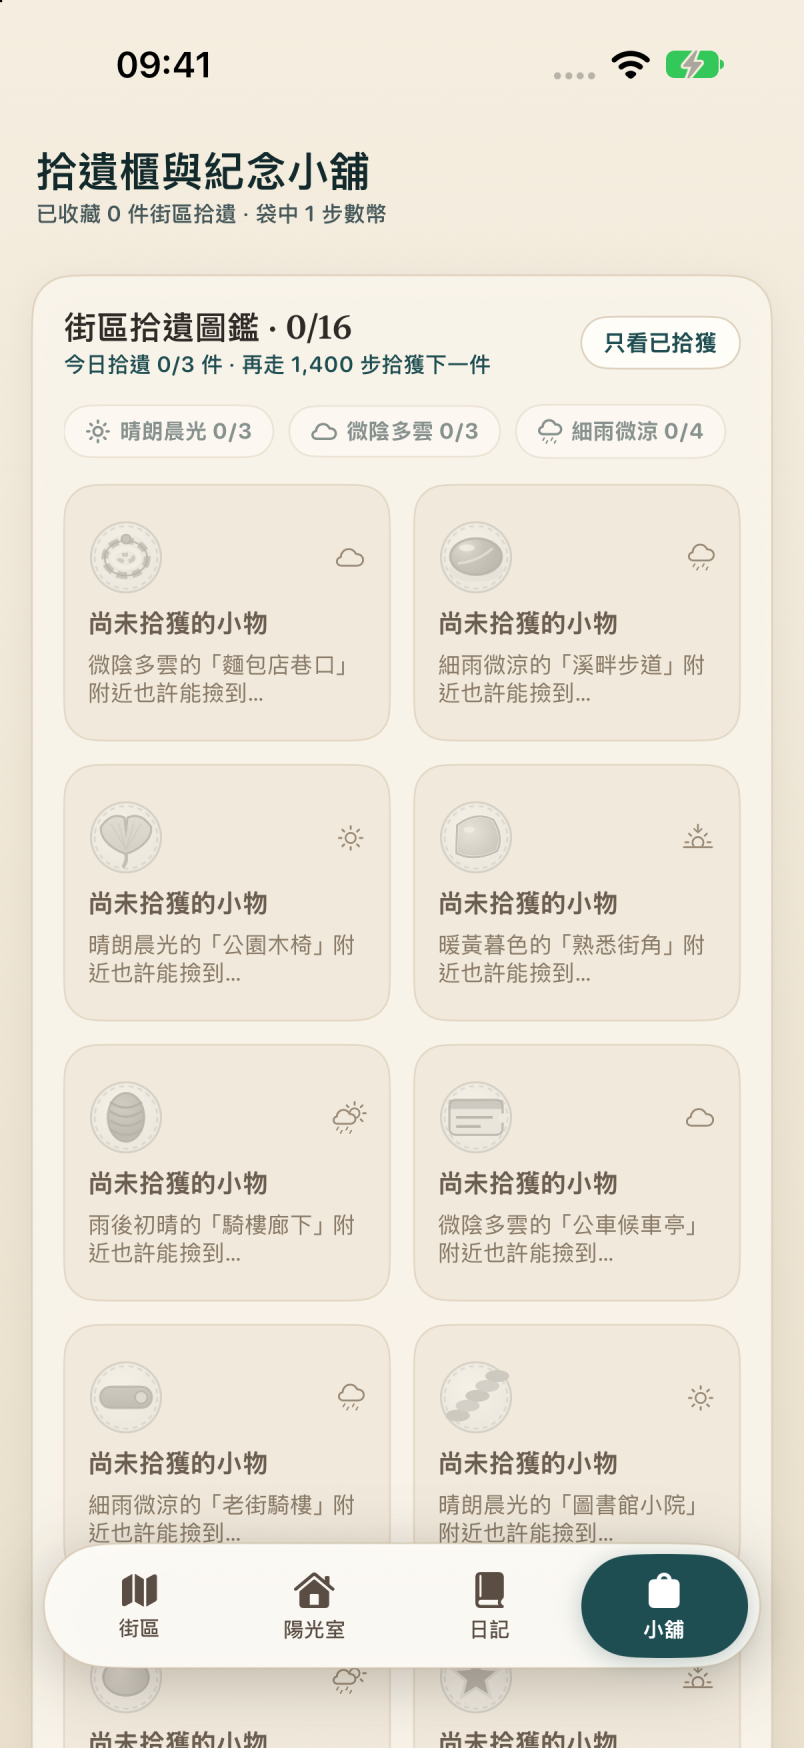 09:41
拾遺櫃與紀念小舖
已收藏 0 件街區拾遺 · 袋中 1 步數幣
街區拾遺圖鑑 · 0/16
只看已拾獲
今日拾遺 0/3 件 · 再走 1,400 步拾獲下一件
晴朗晨光 0/3
微陰多雲 0/3
細雨微涼 0/4
尚未拾獲的小物
微陰多雲的「麵包店巷口」
附近也許能撿到...
尚未拾獲的小物
細雨微涼的「溪畔步道」附
近也許能撿到...
尚未拾獲的小物
晴朗晨光的「公園木椅」附
近也許能撿到...
尚未拾獲的小物
暖黃暮色的「熟悉街角」附
近也許能撿到...
尚未拾獲的小物
雨後初晴的「騎樓廊下」附
近也許能撿到...
尚未拾獲的小物
微陰多雲的「公車候車亭」
附近也許能撿到...
尚未拾獲的小物
細雨微涼的「老街騎樓」附
近也許能撿到...
尚未拾獲的小物
晴朗晨光的「圖書館小院」
附近也許能撿到...
街區
陽光室
日記
小舖
尚未拾獲的小物
尚未拾獲的小物